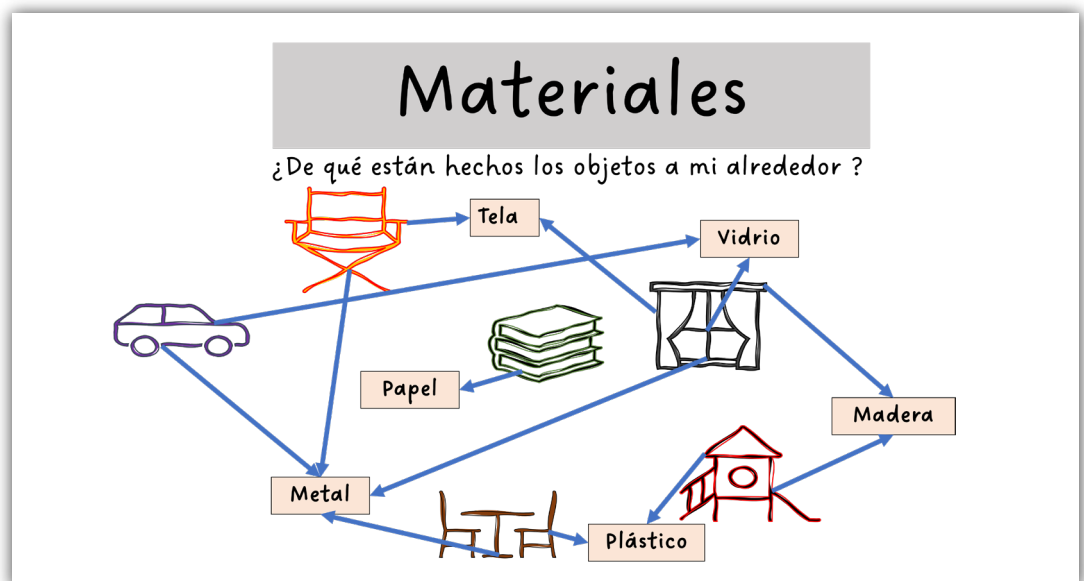 Materiales
¿De qué están hechos los objetos a mi alrededor ?
Tela
Vidrio
Papel
Madera
Metal
Plástico